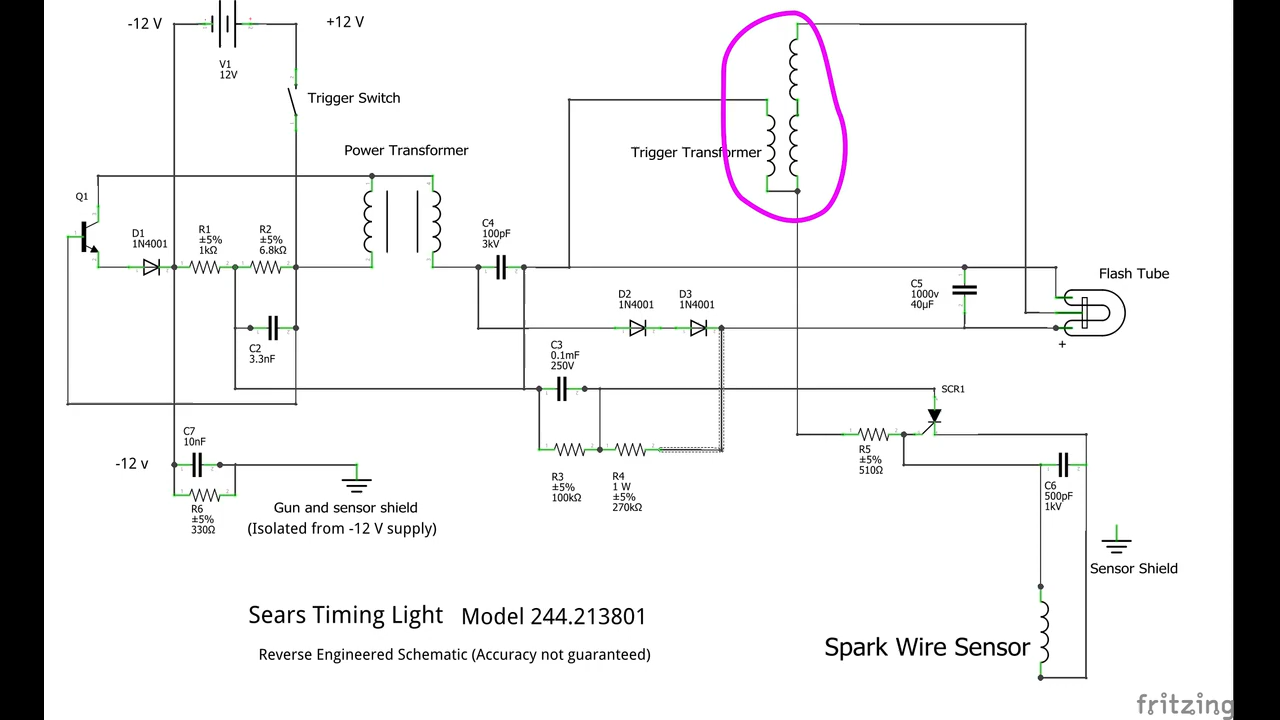 -12 V
+12 V
V1
12V
Trigger Switch
Power Transformer
Trigger Transformer
Q1
D1
1N4001
R1
±5%
1kΩ
R2
±5%
6.8kΩ
C4
100pF
3kV
C5
1000v
40µF
Flash Tube
D2
1N4001
D3
1N4001
+
C2
3.3nF
C3
0.1mF
250V
SCR1
C7
10nF
-12 v
R6
±5%
330Ω
Gun and sensor shield
(Isolated from -12 V supply)
R3
±5%
100kΩ
R4
1 W
±5%
270kΩ
R5
±5%
510Ω
C6
500pF
1kV
Sensor Shield
Sears Timing Light Model 244.213801
Reverse Engineered Schematic (Accuracy not guaranteed)
Spark Wire Sensor
fritzing